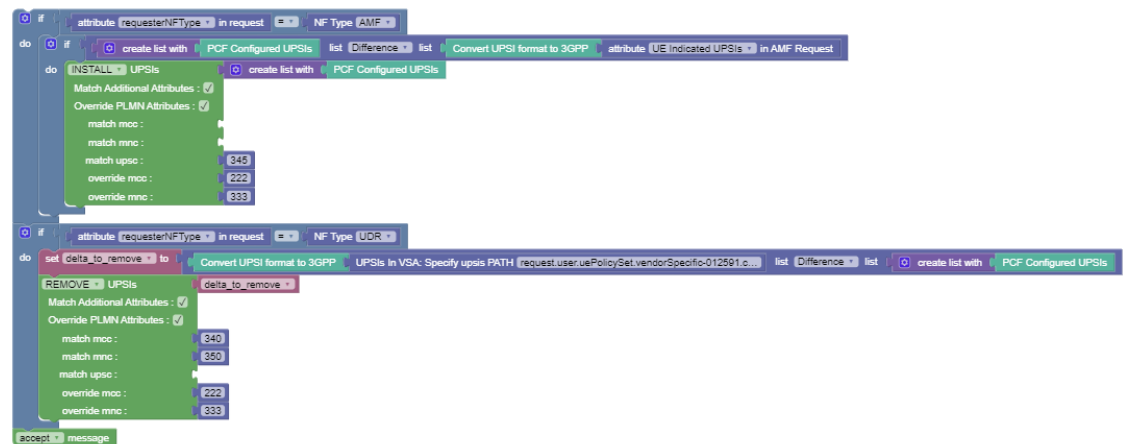 if attribute requesterNFType in request = NF Type AMF
do if create list with PCF Configured UPSIs list Difference list Convert UPSI format to 3GPP attribute UE Indicated UPSIs in AMF Request
do INSTALL UPSIs create list with PCF Configured UPSIs
Match Additional Attributes :
Override PLMN Attributes :
match mcc :
match mnc :
match upsc : 345
override mcc : 222
override mnc : 333
if attribute requesterNFType in request = NF Type UDR
do set delta_to_remove to Convert UPSI format to 3GPP UPSIs In VSA: Specify upsis PATH request.user.uePolicySet.vendorSpecific-012591.c... list Difference list create list with PCF Configured UPSIs
REMOVE UPSIs delta_to_remove
Match Additional Attributes :
Override PLMN Attributes :
match mcc : 340
match mnc : 350
match upsc :
override mcc : 222
override mnc : 333
accept message